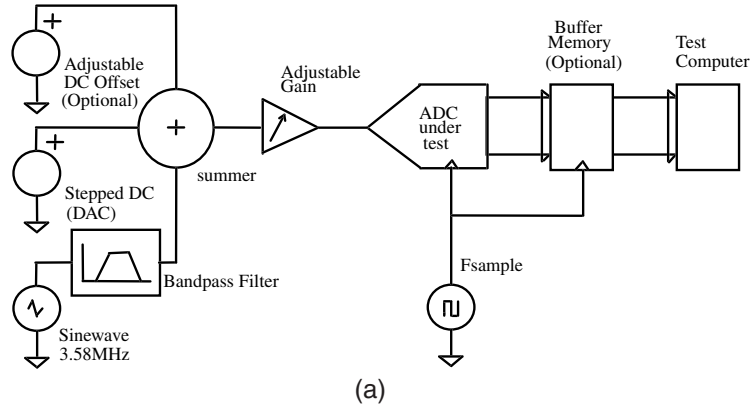 +
Adjustable
DC Offset
(Optional)
+
Stepped DC
(DAC)
+
summer
Adjustable
Gain
ADC
under
test
Buffer
Memory
(Optional)
Test
Computer
Bandpass Filter
Fsample
Sinewave
3.58MHz
(a)